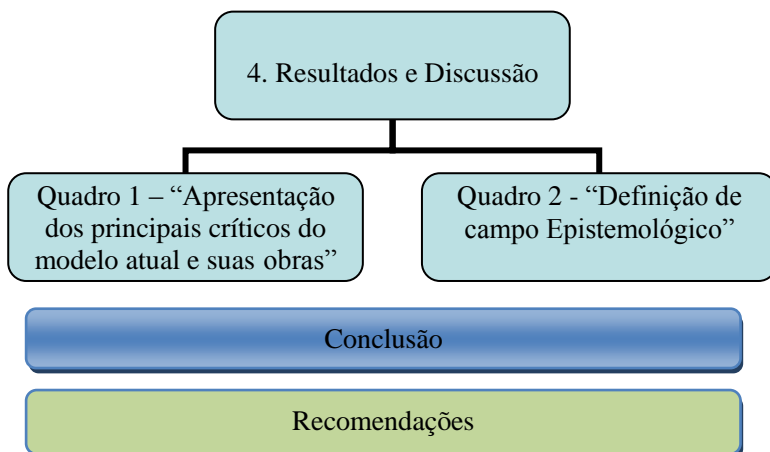 4. Resultados e Discussão
Quadro 1 – “Apresentação
dos principais críticos do
modelo atual e suas obras”
Quadro 2 - “Definição de
campo Epistemológico”
Conclusão
Recomendações